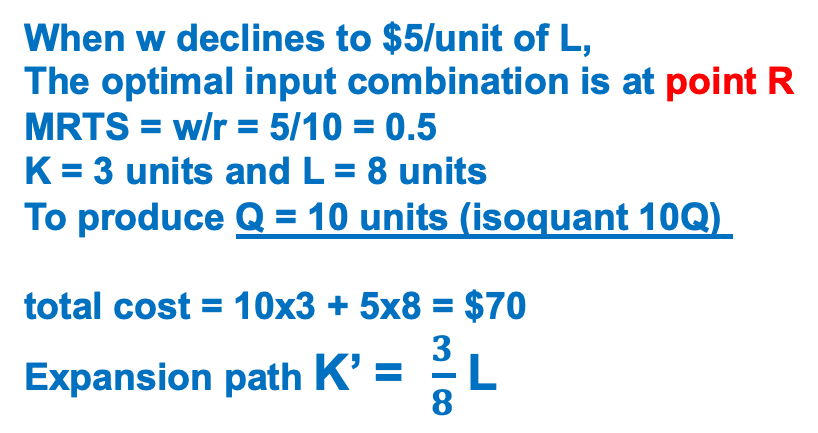 When w declines to $5/unit of L,
The optimal input combination is at point R
MRTS = w/r = 5/10 = 0.5
K = 3 units and L = 8 units
To produce Q = 10 units (isoquant 10Q)
total cost = 10x3 + 5x8 = $70
Expansion path K’ = 3/8 L